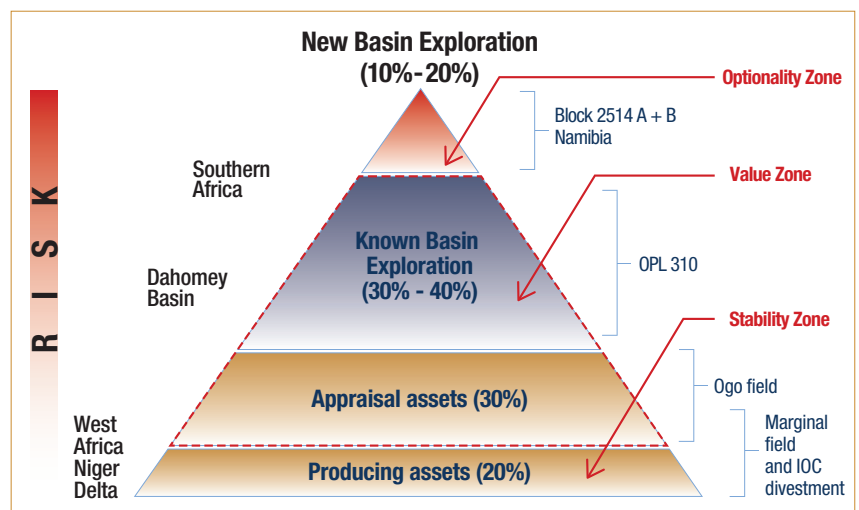 New Basin Exploration
(10%-20%)
Optionality Zone
Block 2514 A + B
Namibia
Southern
Africa
Value Zone
RISK
Known Basin
Exploration
(30% - 40%)
OPL 310
Dahomey
Basin
Stability Zone
Appraisal assets (30%)
Ogo field
West
Africa
Niger
Delta
Marginal
field
and IOC
divestment
Producing assets (20%)